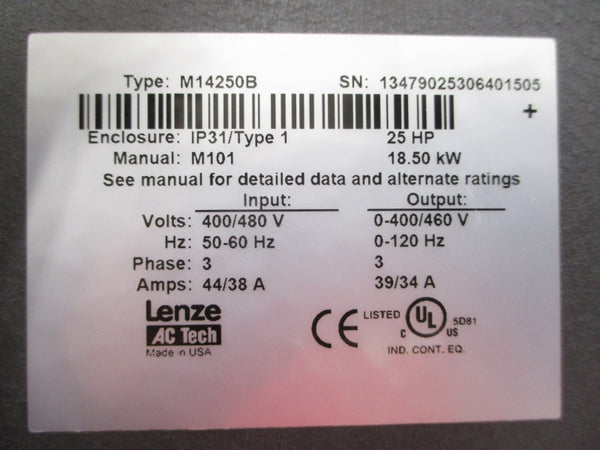 Type: M14250B SN: 13479025306401505
+
Enclosure: IP31/Type 1 25 HP
Manual: M101 18.50 kW
See manual for detailed data and alternate ratings
Input: Output:
Volts: 400/480 V 0-400/460 V
Hz: 50-60 Hz 0-120 Hz
Phase: 3 3
Amps: 44/38 A 39/34 A
Lenze
AC Tech
Made in USA
CE
LISTED UL 5D81
C US
IND. CONT. EQ.